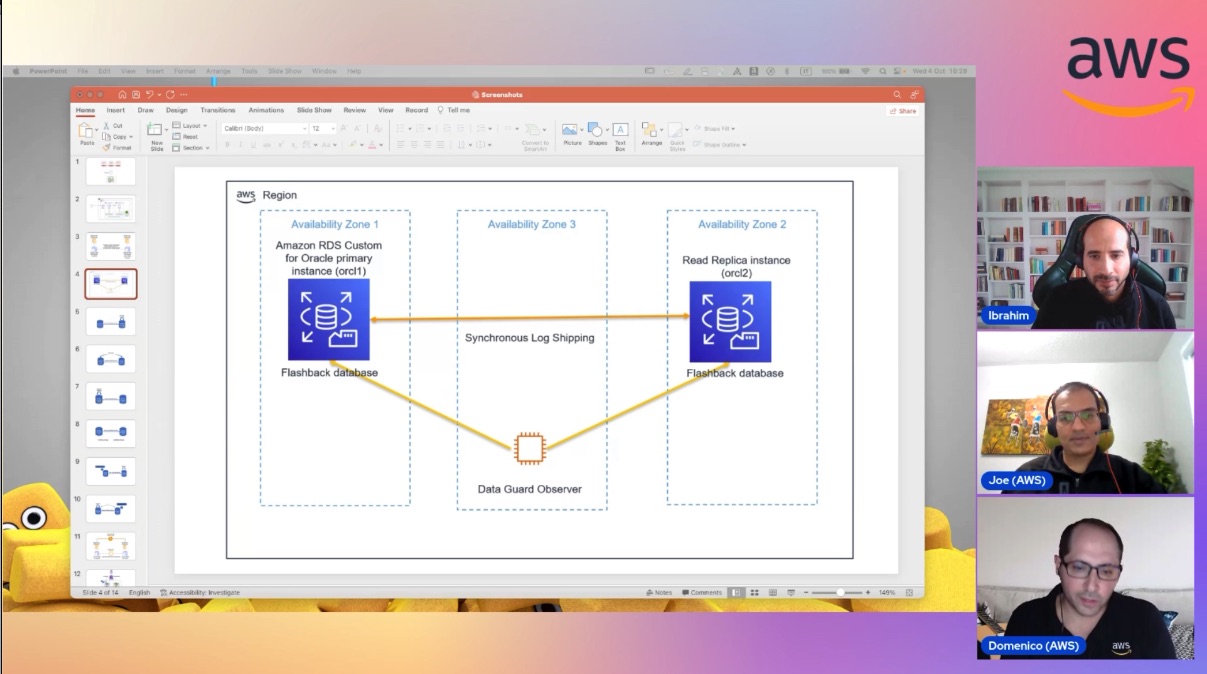 aws
PowerPoint File Edit View Insert Format Arrange Tools Slide Show Window Help
Wed 4 Oct 16:28
Screenshots
Home Insert Draw Design Transitions Animations Slide Show Review View Record Tell me
Share
Paste
Cut
Copy
Format
New Slide
Layout
Reset
Section
Calibri (Body) 12
Convert to SmartArt
Picture
Shapes
Text Box
Arrange
Quick Styles
Shape Fill
Shape Outline
1
2
3
4
5
6
7
8
9
10
11
12
aws Region
Availability Zone 1
Availability Zone 3
Availability Zone 2
Amazon RDS Custom
for Oracle primary
instance (orcl1)
Read Replica instance
(orcl2)
Synchronous Log Shipping
Flashback database
Flashback database
Data Guard Observer
Slide 4 of 14 English Accessibility: Investigate
Notes Comments 149%
Ibrahim
Joe (AWS)
Domenico (AWS)
aws